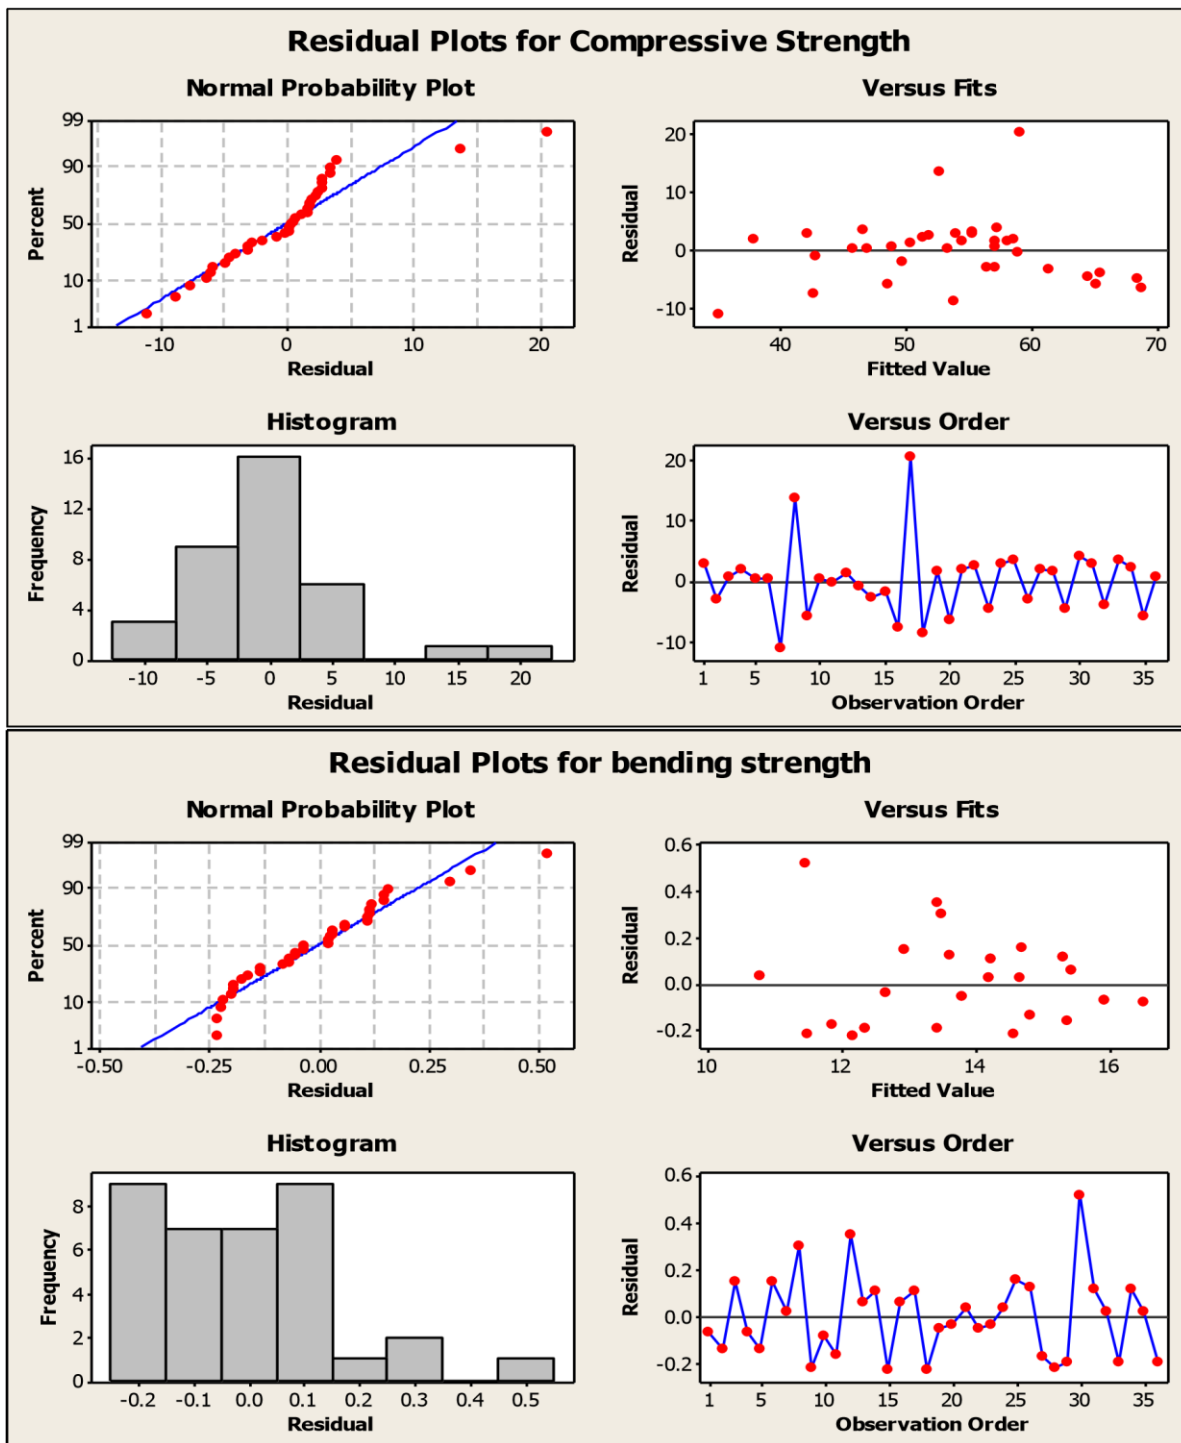 Residual Plots for Compressive Strength
Normal Probability Plot
99
90
50
10
1
Percent
-10 0 10 20
Residual
Versus Fits
20
10
0
-10
Residual
40 50 60 70
Fitted Value
Histogram
16
12
8
4
0
Frequency
-10 -5 0 5 10 15 20
Residual
Versus Order
20
10
0
-10
Residual
1 5 10 15 20 25 30 35
Observation Order
Residual Plots for bending strength
Normal Probability Plot
99
90
50
10
1
Percent
-0.50 -0.25 0.00 0.25 0.50
Residual
Versus Fits
0.6
0.4
0.2
0.0
-0.2
Residual
10 12 14 16
Fitted Value
Histogram
8
6
4
2
0
Frequency
-0.2 -0.1 0.0 0.1 0.2 0.3 0.4 0.5
Residual
Versus Order
0.6
0.4
0.2
0.0
-0.2
Residual
1 5 10 15 20 25 30 35
Observation Order